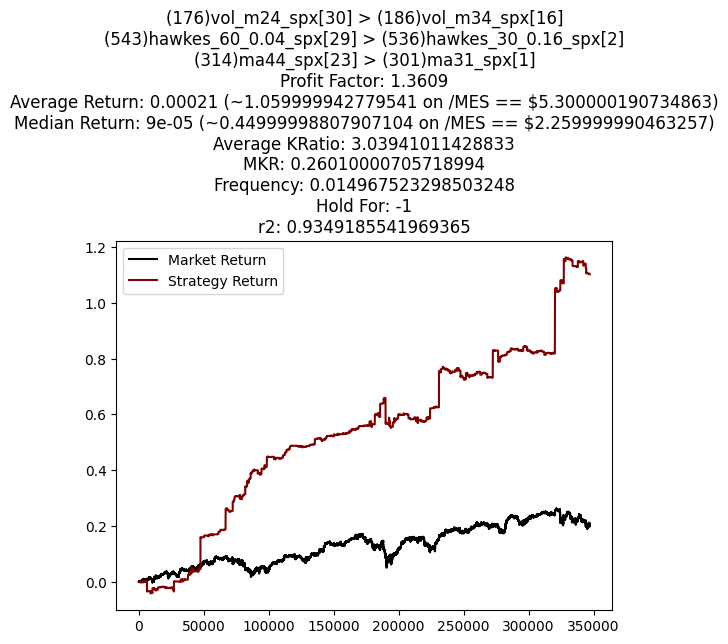 (176)vol_m24_spx[30] > (186)vol_m34_spx[16]
(543)hawkes_60_0.04_spx[29] > (536)hawkes_30_0.16_spx[2]
(314)ma44_spx[23] > (301)ma31_spx[1]
Profit Factor: 1.3609
Average Return: 0.00021 (~1.059999942779541 on /MES == $5.300000190734863)
Median Return: 9e-05 (~0.44999998807907104 on /MES == $2.259999990463257)
Average KRatio: 3.03941011428833
MKR: 0.26010000705718994
Frequency: 0.014967523298503248
Hold For: -1
r2: 0.9349185541969365
Market Return
Strategy Return
1.2
1.0
0.8
0.6
0.4
0.2
0.0
0 50000 100000 150000 200000 250000 300000 350000